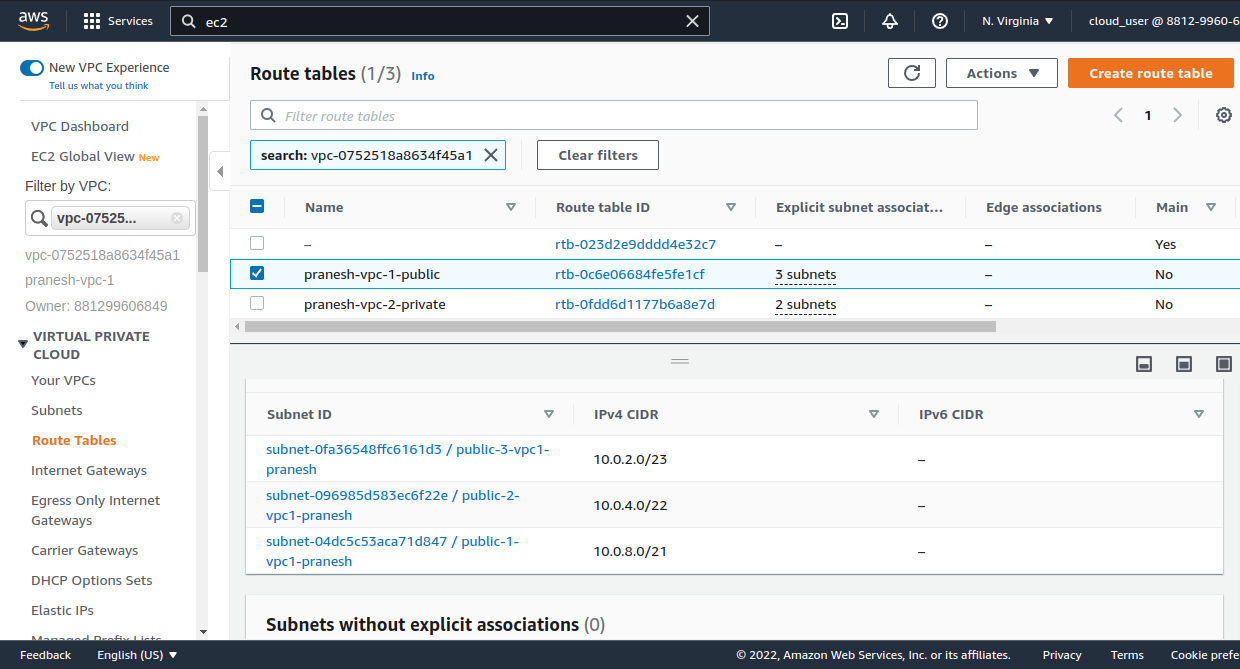 aws
Services
ec2
N. Virginia
cloud_user @ 8812-9960-6
New VPC Experience
Tell us what you think
VPC Dashboard
EC2 Global View New
Filter by VPC:
vpc-07525...
vpc-0752518a8634f45a1
pranesh-vpc-1
Owner: 881299606849
VIRTUAL PRIVATE
CLOUD
Your VPCs
Subnets
Route Tables
Internet Gateways
Egress Only Internet
Gateways
Carrier Gateways
DHCP Options Sets
Elastic IPs
Managed Prefix Lists
Route tables (1/3) Info
Actions
Create route table
Filter route tables
1
search: vpc-0752518a8634f45a1
Clear filters
Name Route table ID Explicit subnet associat... Edge associations Main
– rtb-023d2e9dddd4e32c7 – – Yes
pranesh-vpc-1-public rtb-0c6e06684fe5fe1cf 3 subnets – No
pranesh-vpc-2-private rtb-0fdd6d1177b6a8e7d 2 subnets – No
Subnet ID IPv4 CIDR IPv6 CIDR
subnet-0fa36548ffc6161d3 / public-3-vpc1-
pranesh
10.0.2.0/23 –
subnet-096985d583ec6f22e / public-2-
vpc1-pranesh
10.0.4.0/22 –
subnet-04dc5c53aca71d847 / public-1-
vpc1-pranesh
10.0.8.0/21 –
Subnets without explicit associations (0)
Feedback English (US) © 2022, Amazon Web Services, Inc. or its affiliates. Privacy Terms Cookie prefe